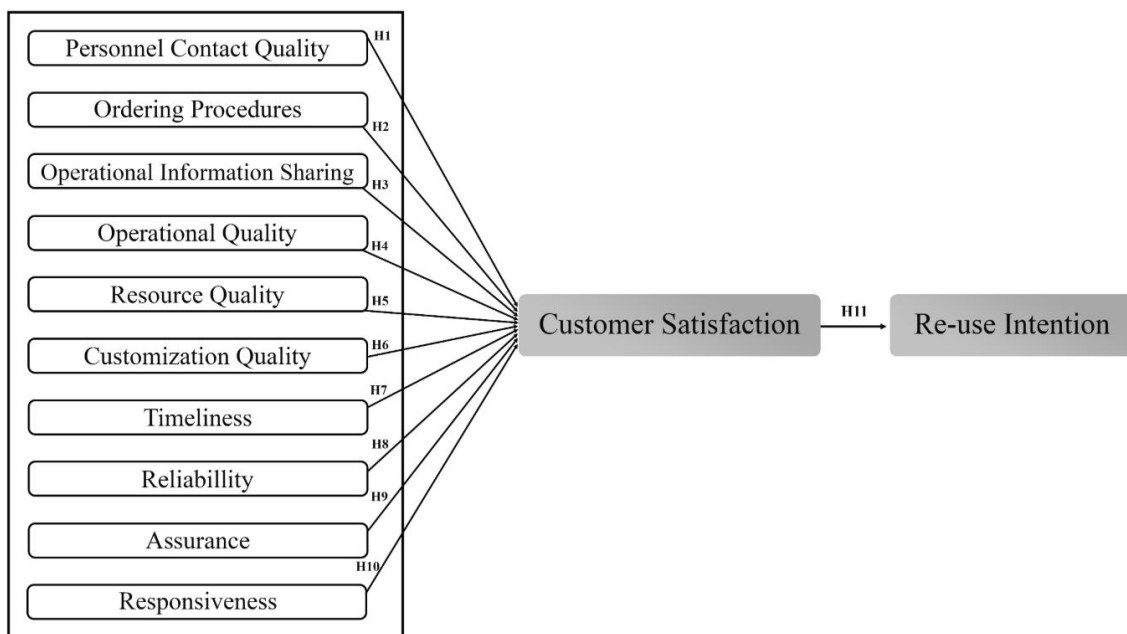 Personnel Contact Quality
H1
Ordering Procedures
H2
Operational Information Sharing
H3
Operational Quality
H4
Resource Quality
H5
Customization Quality
H6
Timeliness
H7
Reliabillity
H8
Assurance
H9
Responsiveness
H10
Customer Satisfaction
H11
Re-use Intention